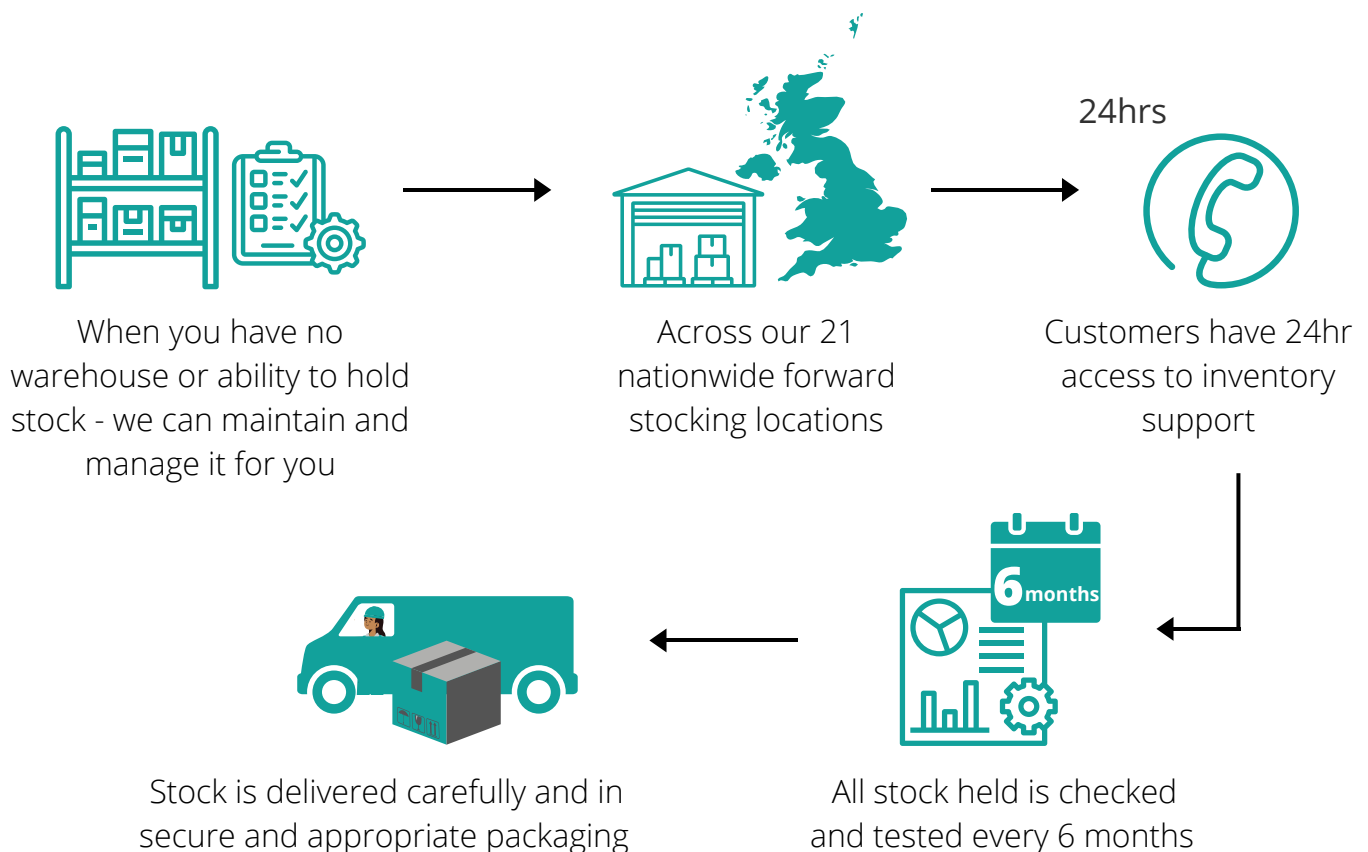 When you have no
warehouse or ability to hold
stock - we can maintain and
manage it for you
Across our 21
nationwide forward
stocking locations
24hrs
Customers have 24hr
access to inventory
support
6 months
All stock held is checked
and tested every 6 months
Stock is delivered carefully and in
secure and appropriate packaging